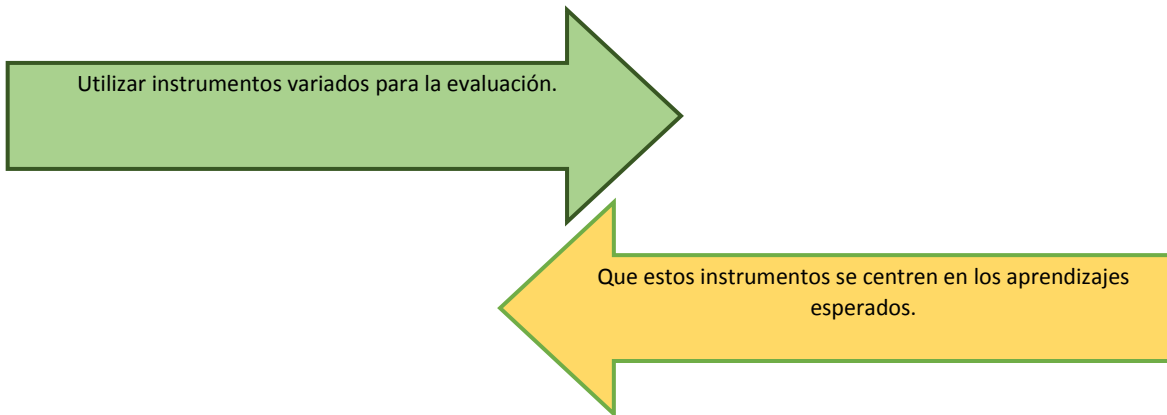 Utilizar instrumentos variados para la evaluación.
Que estos instrumentos se centren en los aprendizajes
esperados.